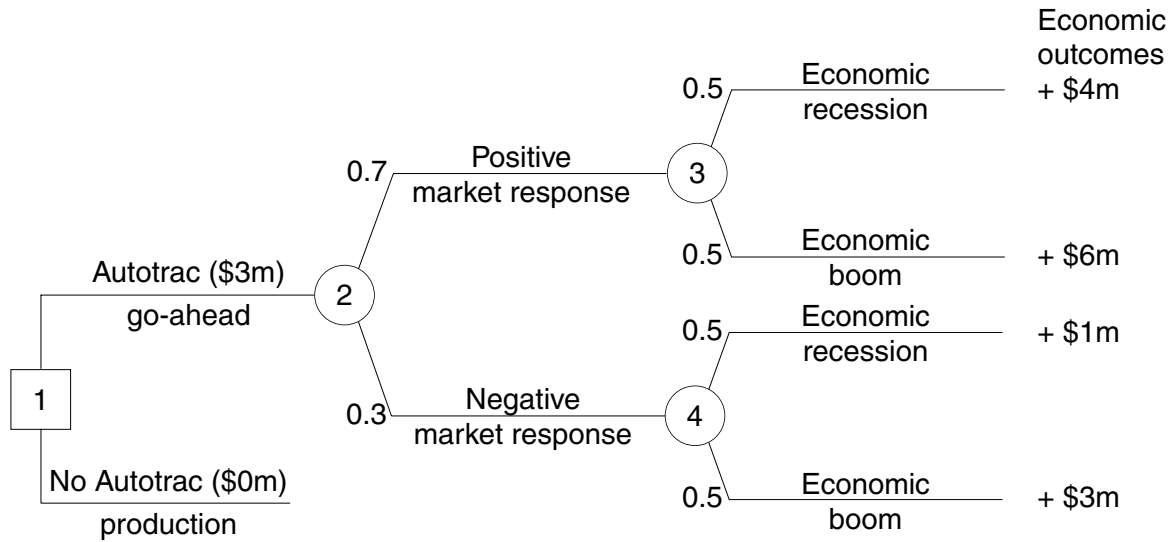 Economic
outcomes
0.5
Economic
recession
+ $4m
0.7
Positive
market response
3
0.5
Economic
boom
+ $6m
Autotrac ($3m)
go-ahead
2
0.5
Economic
recession
+ $1m
1
0.3
Negative
market response
4
No Autotrac ($0m)
production
0.5
Economic
boom
+ $3m